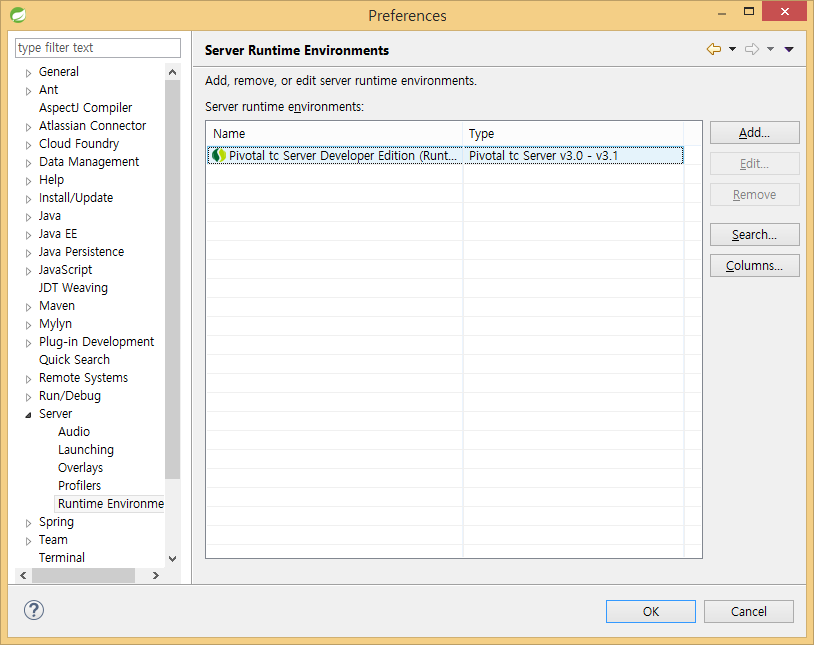 Preferences
type filter text
General
Ant
AspectJ Compiler
Atlassian Connector
Cloud Foundry
Data Management
Help
Install/Update
Java
Java EE
Java Persistence
JavaScript
JDT Weaving
Maven
Mylyn
Plug-in Development
Quick Search
Remote Systems
Run/Debug
Server
Audio
Launching
Overlays
Profilers
Runtime Environme
Spring
Team
Terminal
Server Runtime Environments
Add, remove, or edit server runtime environments.
Server runtime environments:
Name Type
Pivotal tc Server Developer Edition (Runt... Pivotal tc Server v3.0 - v3.1
Add...
Edit...
Remove
Search...
Columns...
? OK Cancel